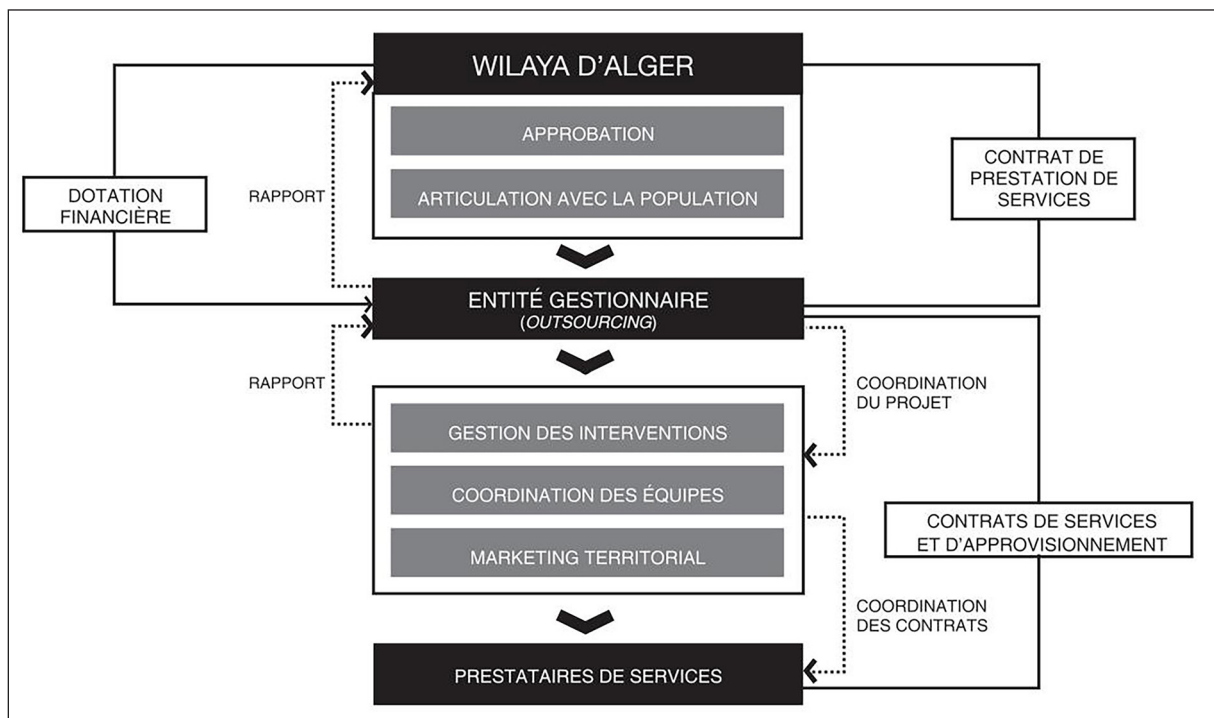 WILAYA D'ALGER
APPROBATION
ARTICULATION AVEC LA POPULATION
DOTATION
FINANCIÈRE
RAPPORT
CONTRAT DE
PRESTATION DE
SERVICES
ENTITÉ GESTIONNAIRE
(OUTSOURCING)
RAPPORT
COORDINATION
DU PROJET
GESTION DES INTERVENTIONS
COORDINATION DES ÉQUIPES
MARKETING TERRITORIAL
CONTRATS DE SERVICES
ET D'APPROVISIONNEMENT
COORDINATION
DES CONTRATS
PRESTATAIRES DE SERVICES